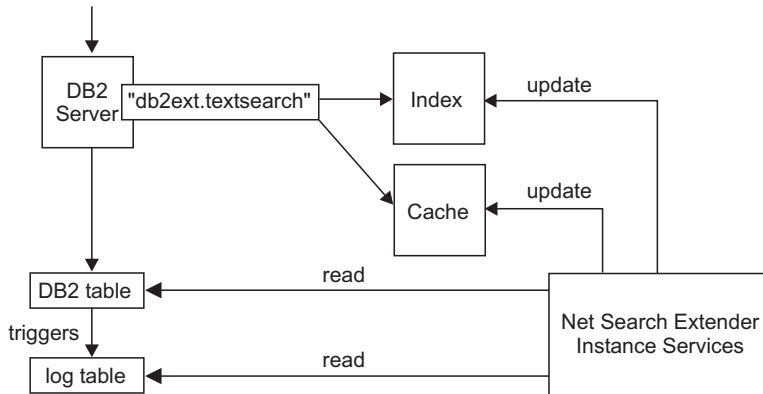 DB2
Server
"db2ext.textsearch"
Index
update
Cache
update
DB2 table
read
triggers
log table
read
Net Search Extender
Instance Services